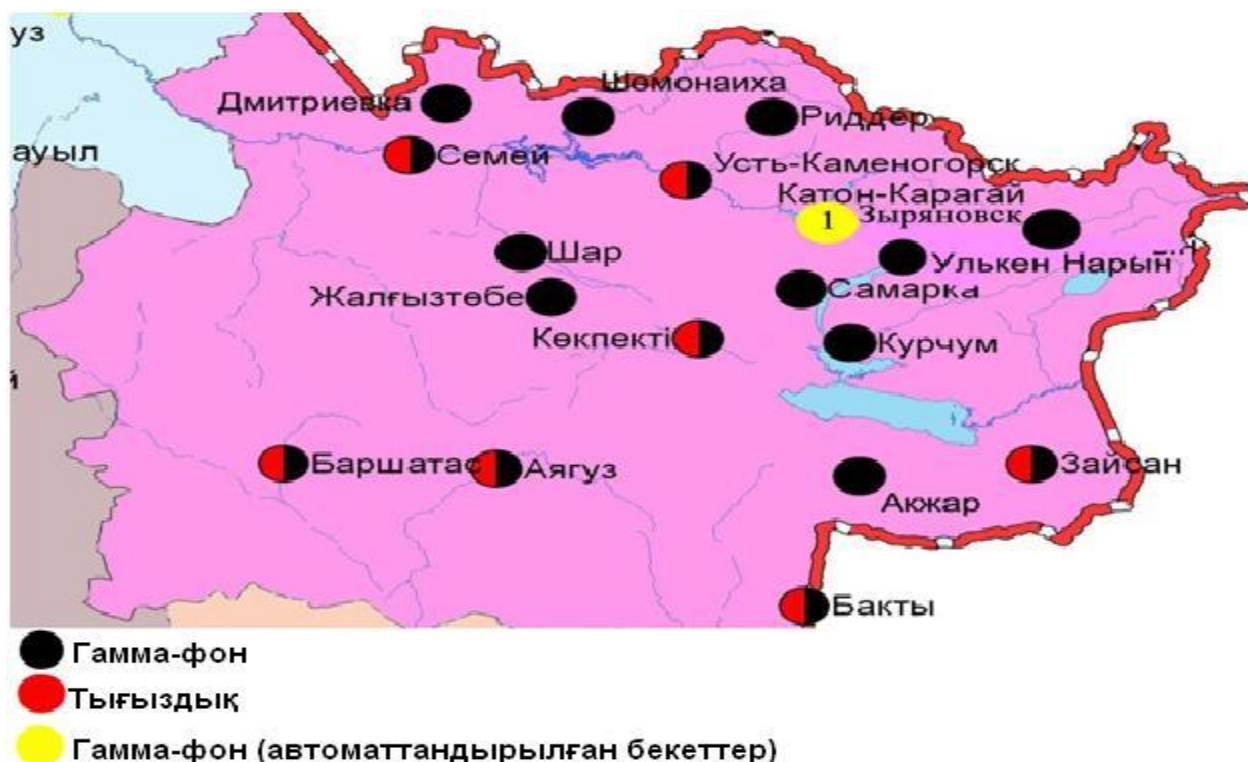 уз
Шемонаиха
Дмитриевка
Риддер
ауыл
Семей
Усть-Каменогорск
Катон-Карагай
1
Зыряновск
Шар
Улькен Нарын
Жалғызтөбе
Самарка
Көкпекті
Курчум
й
Баршатас
Аягуз
Зайсан
Акжар
Бакты
Гамма-фон
Тығыздық
Гамма-фон (автоматтандырылған бекеттер)